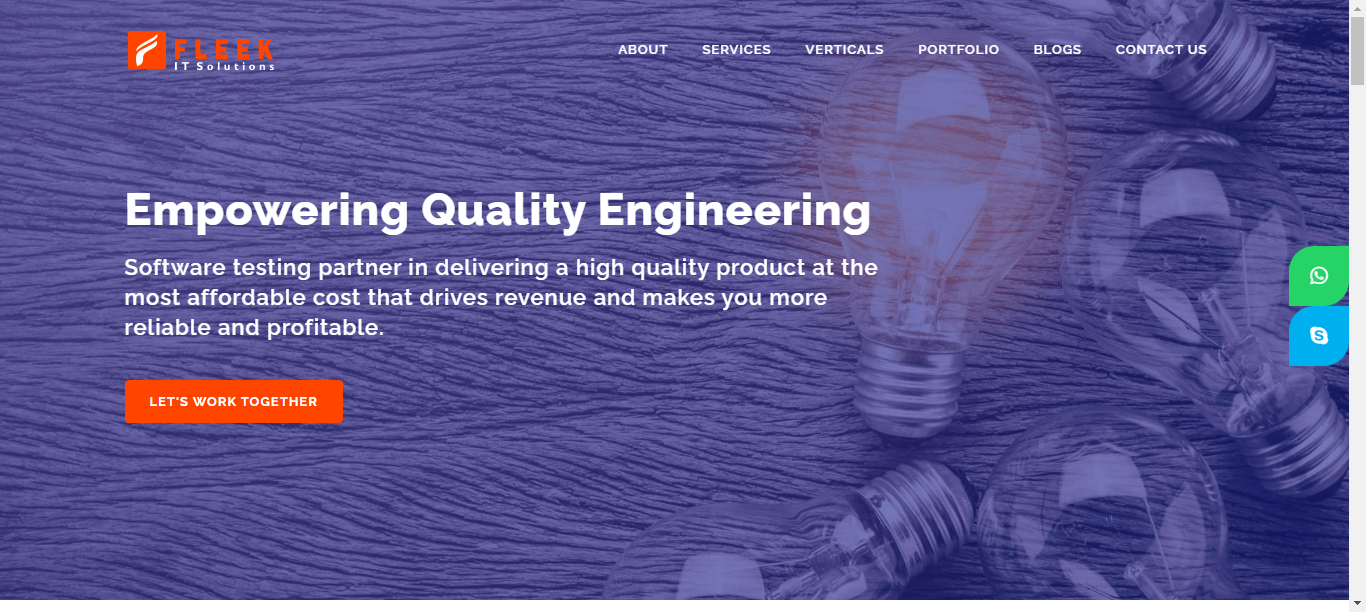 FLEEK
IT Solutions
ABOUT
SERVICES
VERTICALS
PORTFOLIO
BLOGS
CONTACT US
Empowering Quality Engineering
Software testing partner in delivering a high quality product at the
most affordable cost that drives revenue and makes you more
reliable and profitable.
LET'S WORK TOGETHER